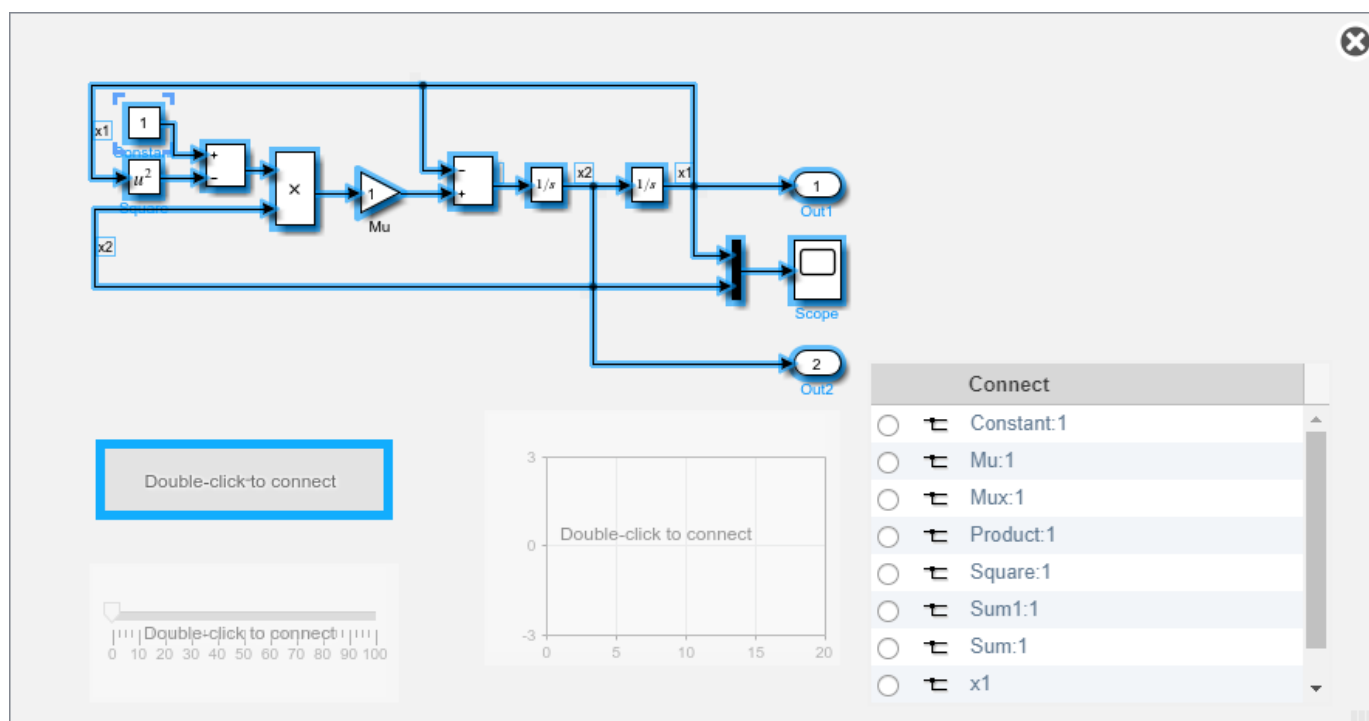 x1
1
Constant
+
−
u²
Square
×
1
Mu
−
+
1/s
x2
1/s
x1
1
Out1
x2
Scope
2
Out2
Connect
Constant:1
Mu:1
Mux:1
Product:1
Square:1
Sum1:1
Sum:1
x1
Double-click to connect
3
0
-3
Double-click to connect
0 5 10 15 20
Double-click to connect
0 10 20 30 40 50 60 70 80 90 100